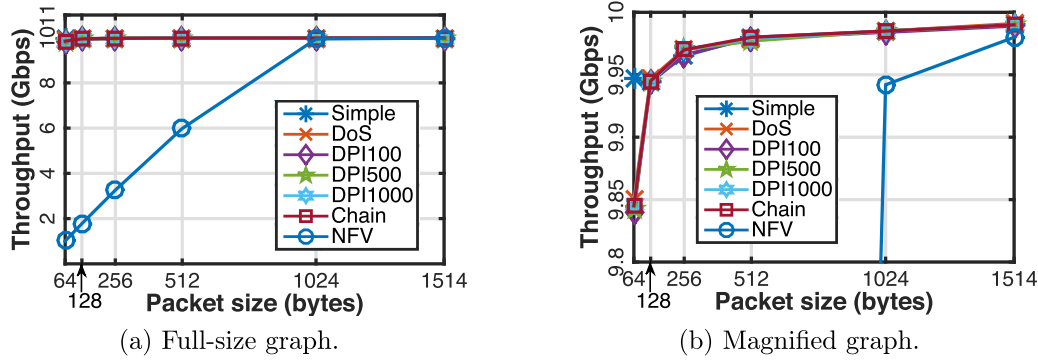 1011
8
6
4
2
Throughput (Gbps)
Simple
DoS
DPI100
DPI500
DPI1000
Chain
NFV
64 256 512 1024 1514
128
Packet size (bytes)
(a) Full-size graph.
10
9.95
9.9
9.85
9.8
Throughput (Gbps)
Simple
DoS
DPI100
DPI500
DPI1000
Chain
NFV
64 256 512 1024 1514
128
Packet size (bytes)
(b) Magnified graph.